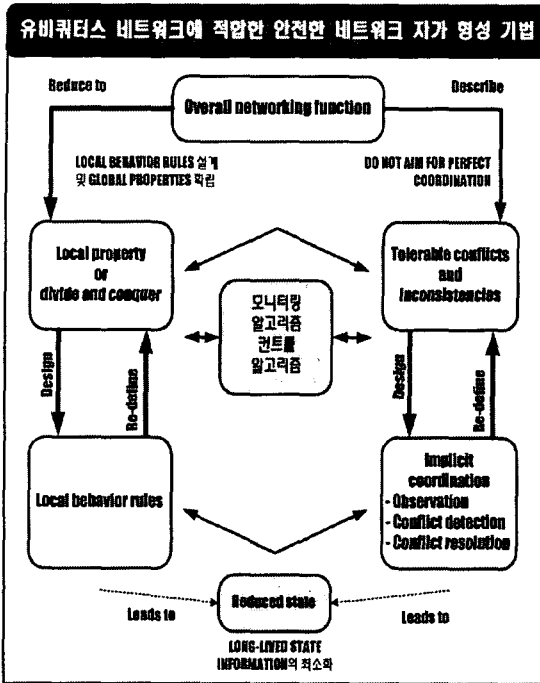 유비쿼터스 네트워크에 적합한 안전한 네트워크 자가 형성 기법
Reduce to
Overall networking function
Describe
LOCAL BEHAVIOR RULES 설계
및 GLOBAL PROPERTIES 확립
DO NOT AIM FOR PERFECT
COORDINATION
Local property
or
divide and conquer
Tolerable conflicts
and
inconsistencies
모니터링
알고리즘
컨트롤
알고리즘
Design
Re-define
Design
Re-define
Local behavior rules
Implicit
coordination
- Observation
- Conflict detection
- Conflict resolution
Leads to
Reduced state
Leads to
LONG-LIVED STATE
INFORMATION의 최소화